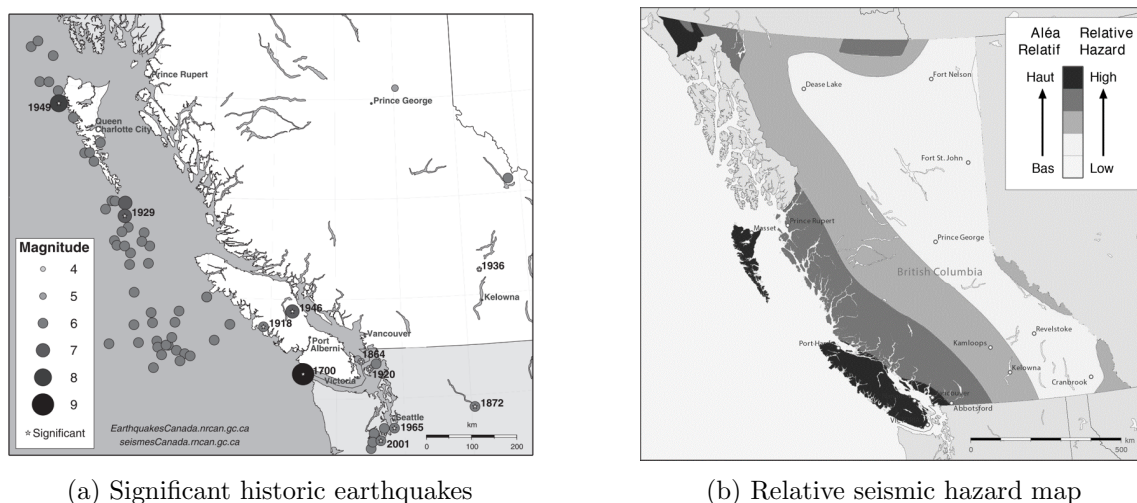 Prince Rupert
1949
Prince George
Queen
Charlotte City
1929
Magnitude
4
5
6
7
8
9
Significant
1936
Kelowna
1946
1918
Vancouver
Port
Alberni
1864
1700
1920
Victoria
1872
Seattle
1965
2001
EarthquakesCanada.nrcan.gc.ca
seismesCanada.rncan.gc.ca
km
0 100 200
(a) Significant historic earthquakes
Aléa
Relatif
Relative
Hazard
Haut
High
Bas
Low
Dease Lake
Fort Nelson
Fort St. John
Prince Rupert
Masset
Prince George
British Columbia
Revelstoke
Kamloops
Kelowna
Cranbrook
Abbotsford
km
0 500
(b) Relative seismic hazard map